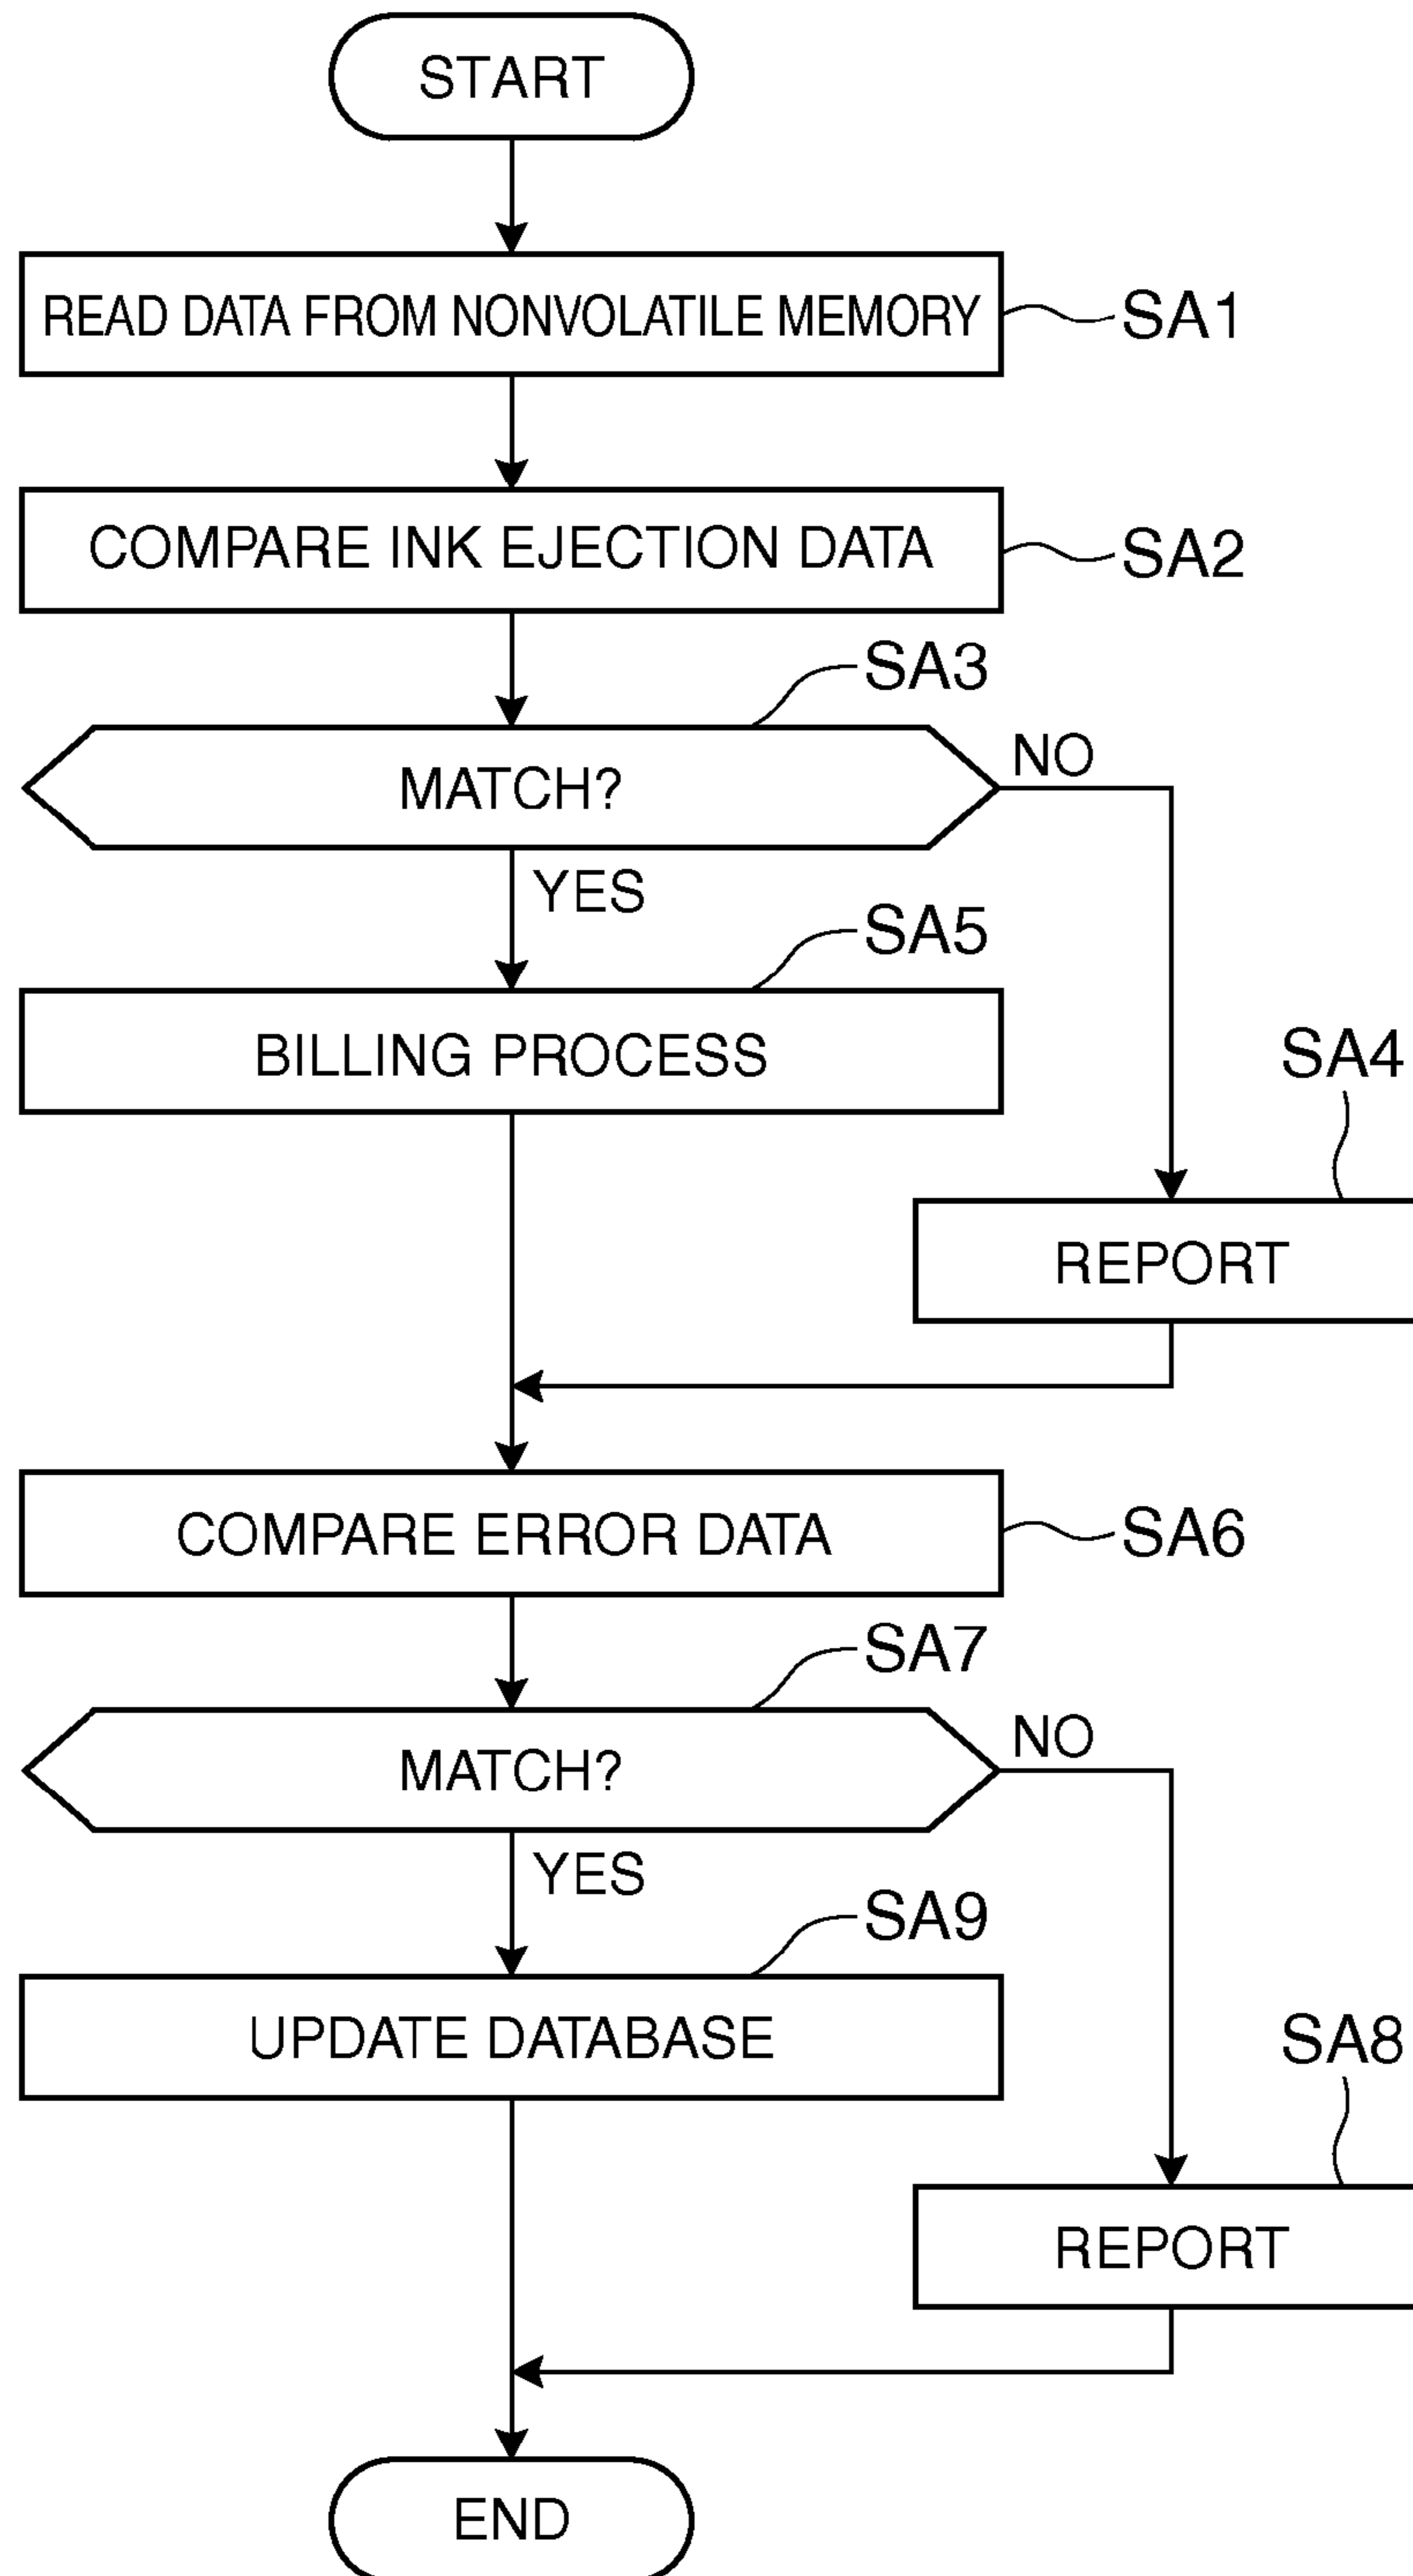 START
READ DATA FROM NONVOLATILE MEMORY
SA1
COMPARE INK EJECTION DATA
SA2
SA3
MATCH?
NO
YES
SA5
BILLING PROCESS
SA4
REPORT
COMPARE ERROR DATA
SA6
SA7
MATCH?
NO
YES
SA9
UPDATE DATABASE
SA8
REPORT
END